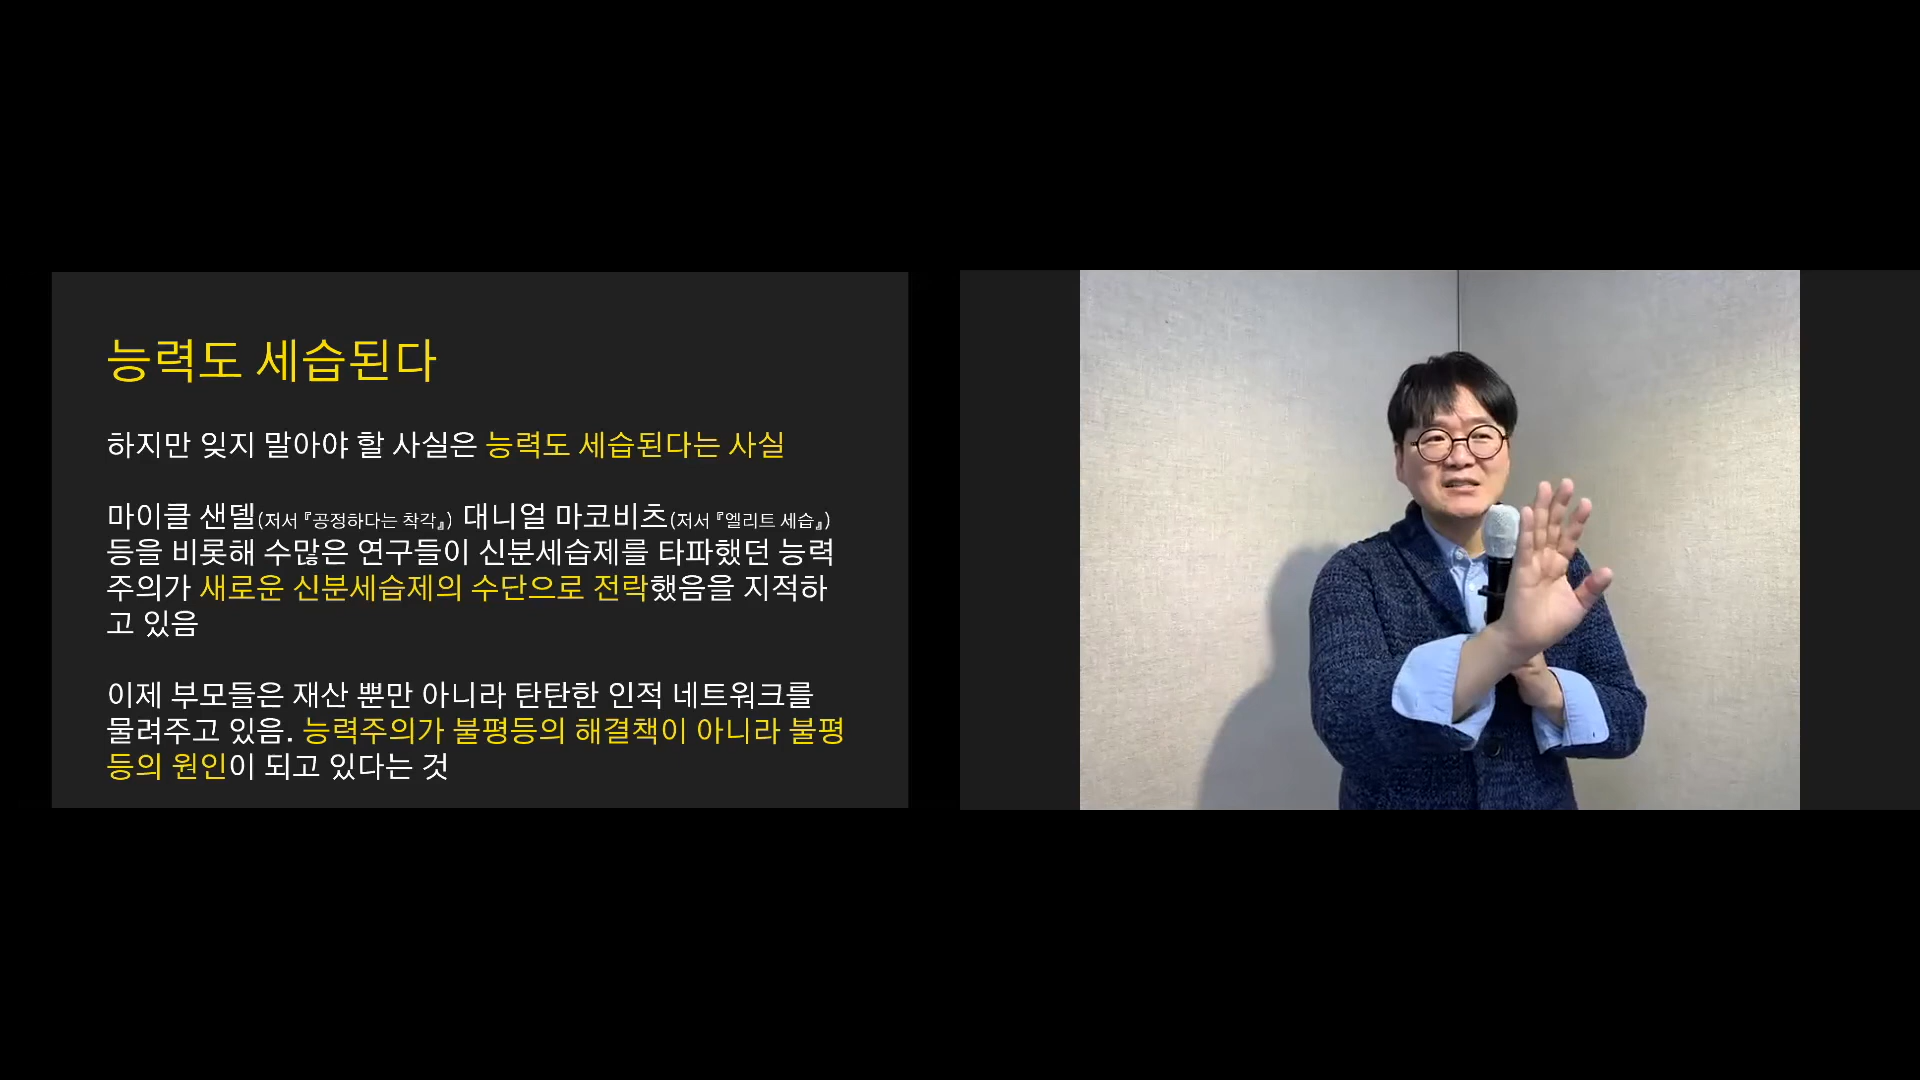 능력도 세습된다
하지만 잊지 말아야 할 사실은 능력도 세습된다는 사실
마이클 샌델(저서 『공정하다는 착각』) 대니얼 마코비츠(저서 『엘리트 세습』)
등을 비롯해 수많은 연구들이 신분세습제를 타파했던 능력
주의가 새로운 신분세습제의 수단으로 전락했음을 지적하
고 있음
이제 부모들은 재산 뿐만 아니라 탄탄한 인적 네트워크를
물려주고 있음. 능력주의가 불평등의 해결책이 아니라 불평
등의 원인이 되고 있다는 것